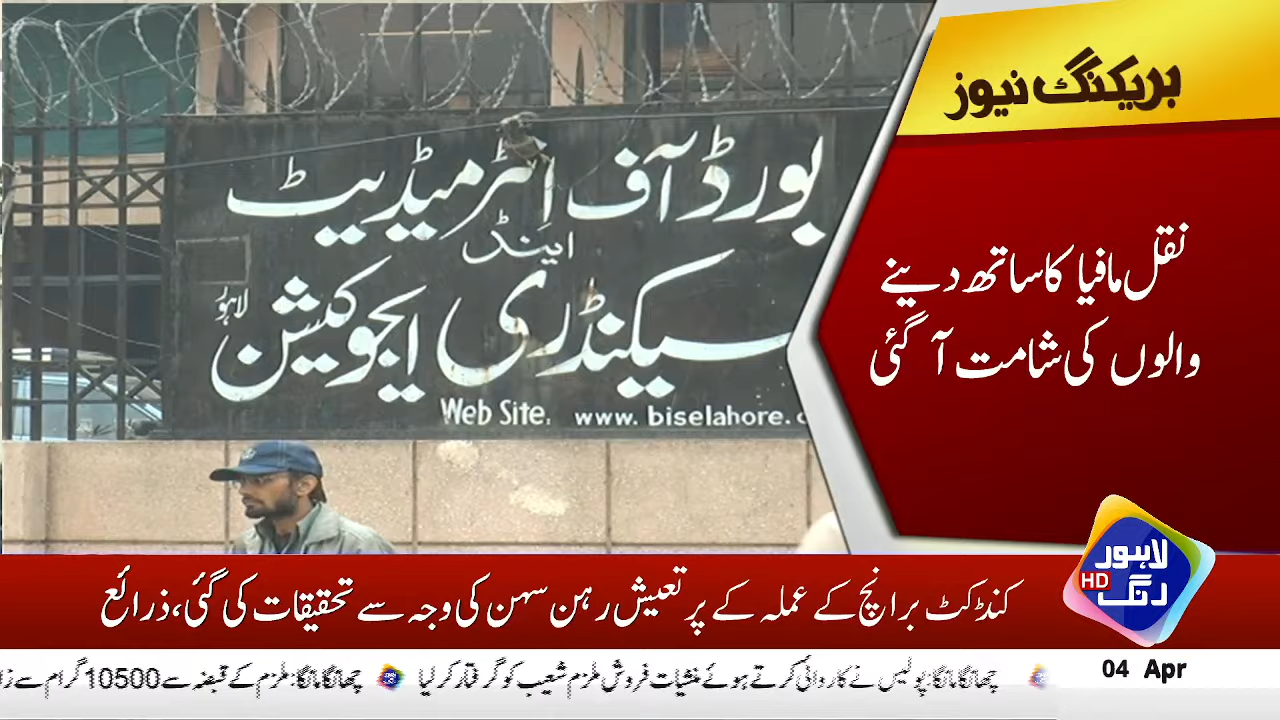 بریکنگ نیوز
نقل مافیا کا ساتھ دینے
والوں کی شامت آ گئی
بورڈ آف انٹرمیڈیٹ
اینڈ
سیکنڈری ایجوکیشن لاہور
Web Site. www.biselahore.
لاہور
HD رنگ
کنڈکٹ برانچ کے عملہ کے پر تعیش رہن سہن کی وجہ سے تحقیقات کی گئی، ذرائع
04 Apr
چھانگا مانگا: پولیس نے کاروائی کرتے ہوئے منشیات فروش ملزم شعیب کو گرفتار کر لیا چھانگا مانگا: ملزم کے قبضہ سے 10500 گرام سے